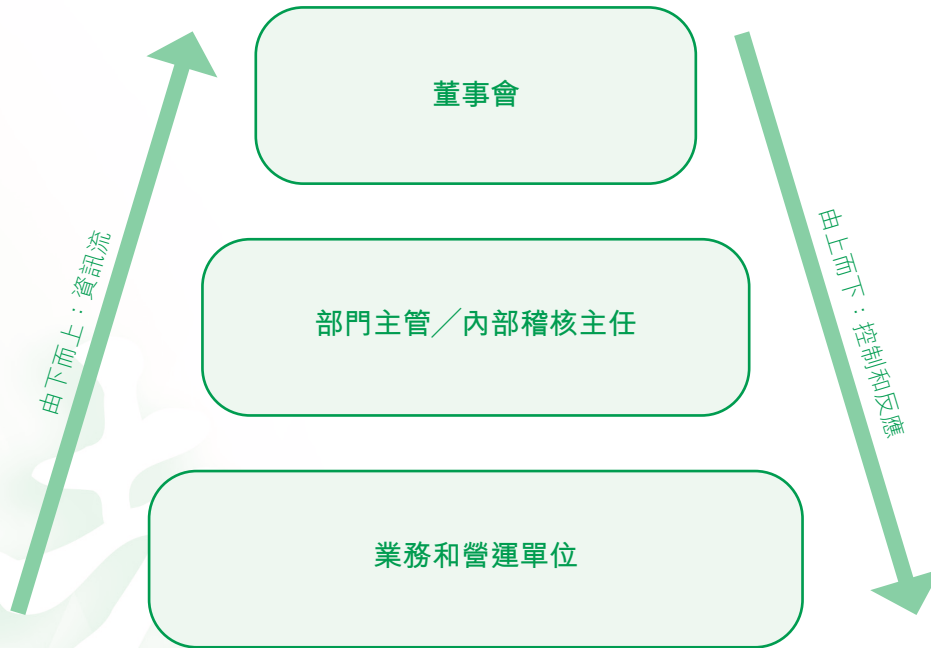 董事會
由下而上：資訊流
由上而下：控制和反應
部門主管／內部稽核主任
業務和營運單位